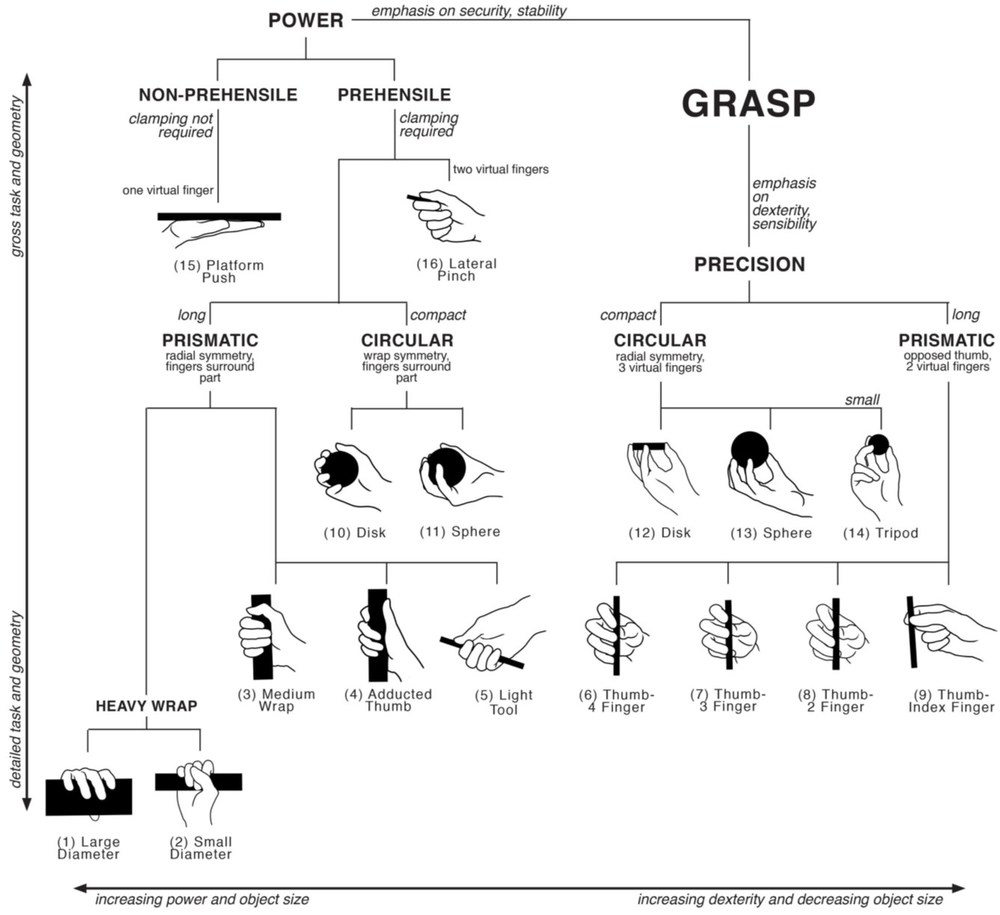 POWER
emphasis on security, stability
NON-PREHENSILE
PREHENSILE
GRASP
clamping not
required
clamping
required
one virtual finger
two virtual fingers
emphasis
on
dexterity,
sensibility
(15) Platform
Push
(16) Lateral
Pinch
PRECISION
long
compact
compact
long
PRISMATIC
radial symmetry,
fingers surround
part
CIRCULAR
wrap symmetry,
fingers surround
part
CIRCULAR
radial symmetry,
3 virtual fingers
PRISMATIC
opposed thumb,
2 virtual fingers
small
(10) Disk
(11) Sphere
(12) Disk
(13) Sphere
(14) Tripod
(3) Medium
Wrap
(4) Adducted
Thumb
(5) Light
Tool
(6) Thumb-
4 Finger
(7) Thumb-
3 Finger
(8) Thumb-
2 Finger
(9) Thumb-
Index Finger
HEAVY WRAP
(1) Large
Diameter
(2) Small
Diameter
gross task and geometry
detailed task and geometry
increasing power and object size
increasing dexterity and decreasing object size